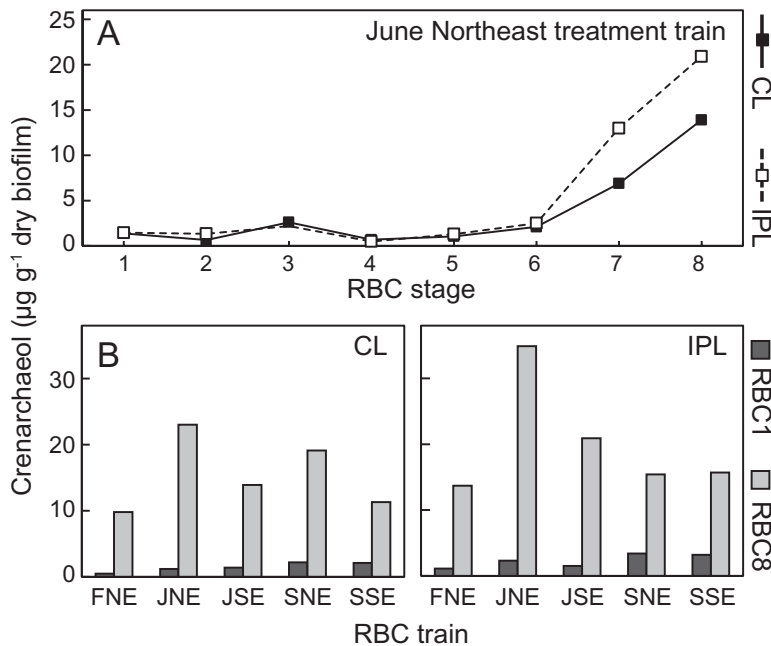 A
June Northeast treatment train
25
20
15
10
5
0
1 2 3 4 5 6 7 8
RBC stage
CL
IPL
Crenarchaeol (µg g⁻¹ dry biofilm)
B
CL
IPL
30
20
10
0
FNE JNE JSE SNE SSE
FNE JNE JSE SNE SSE
RBC train
RBC1
RBC8